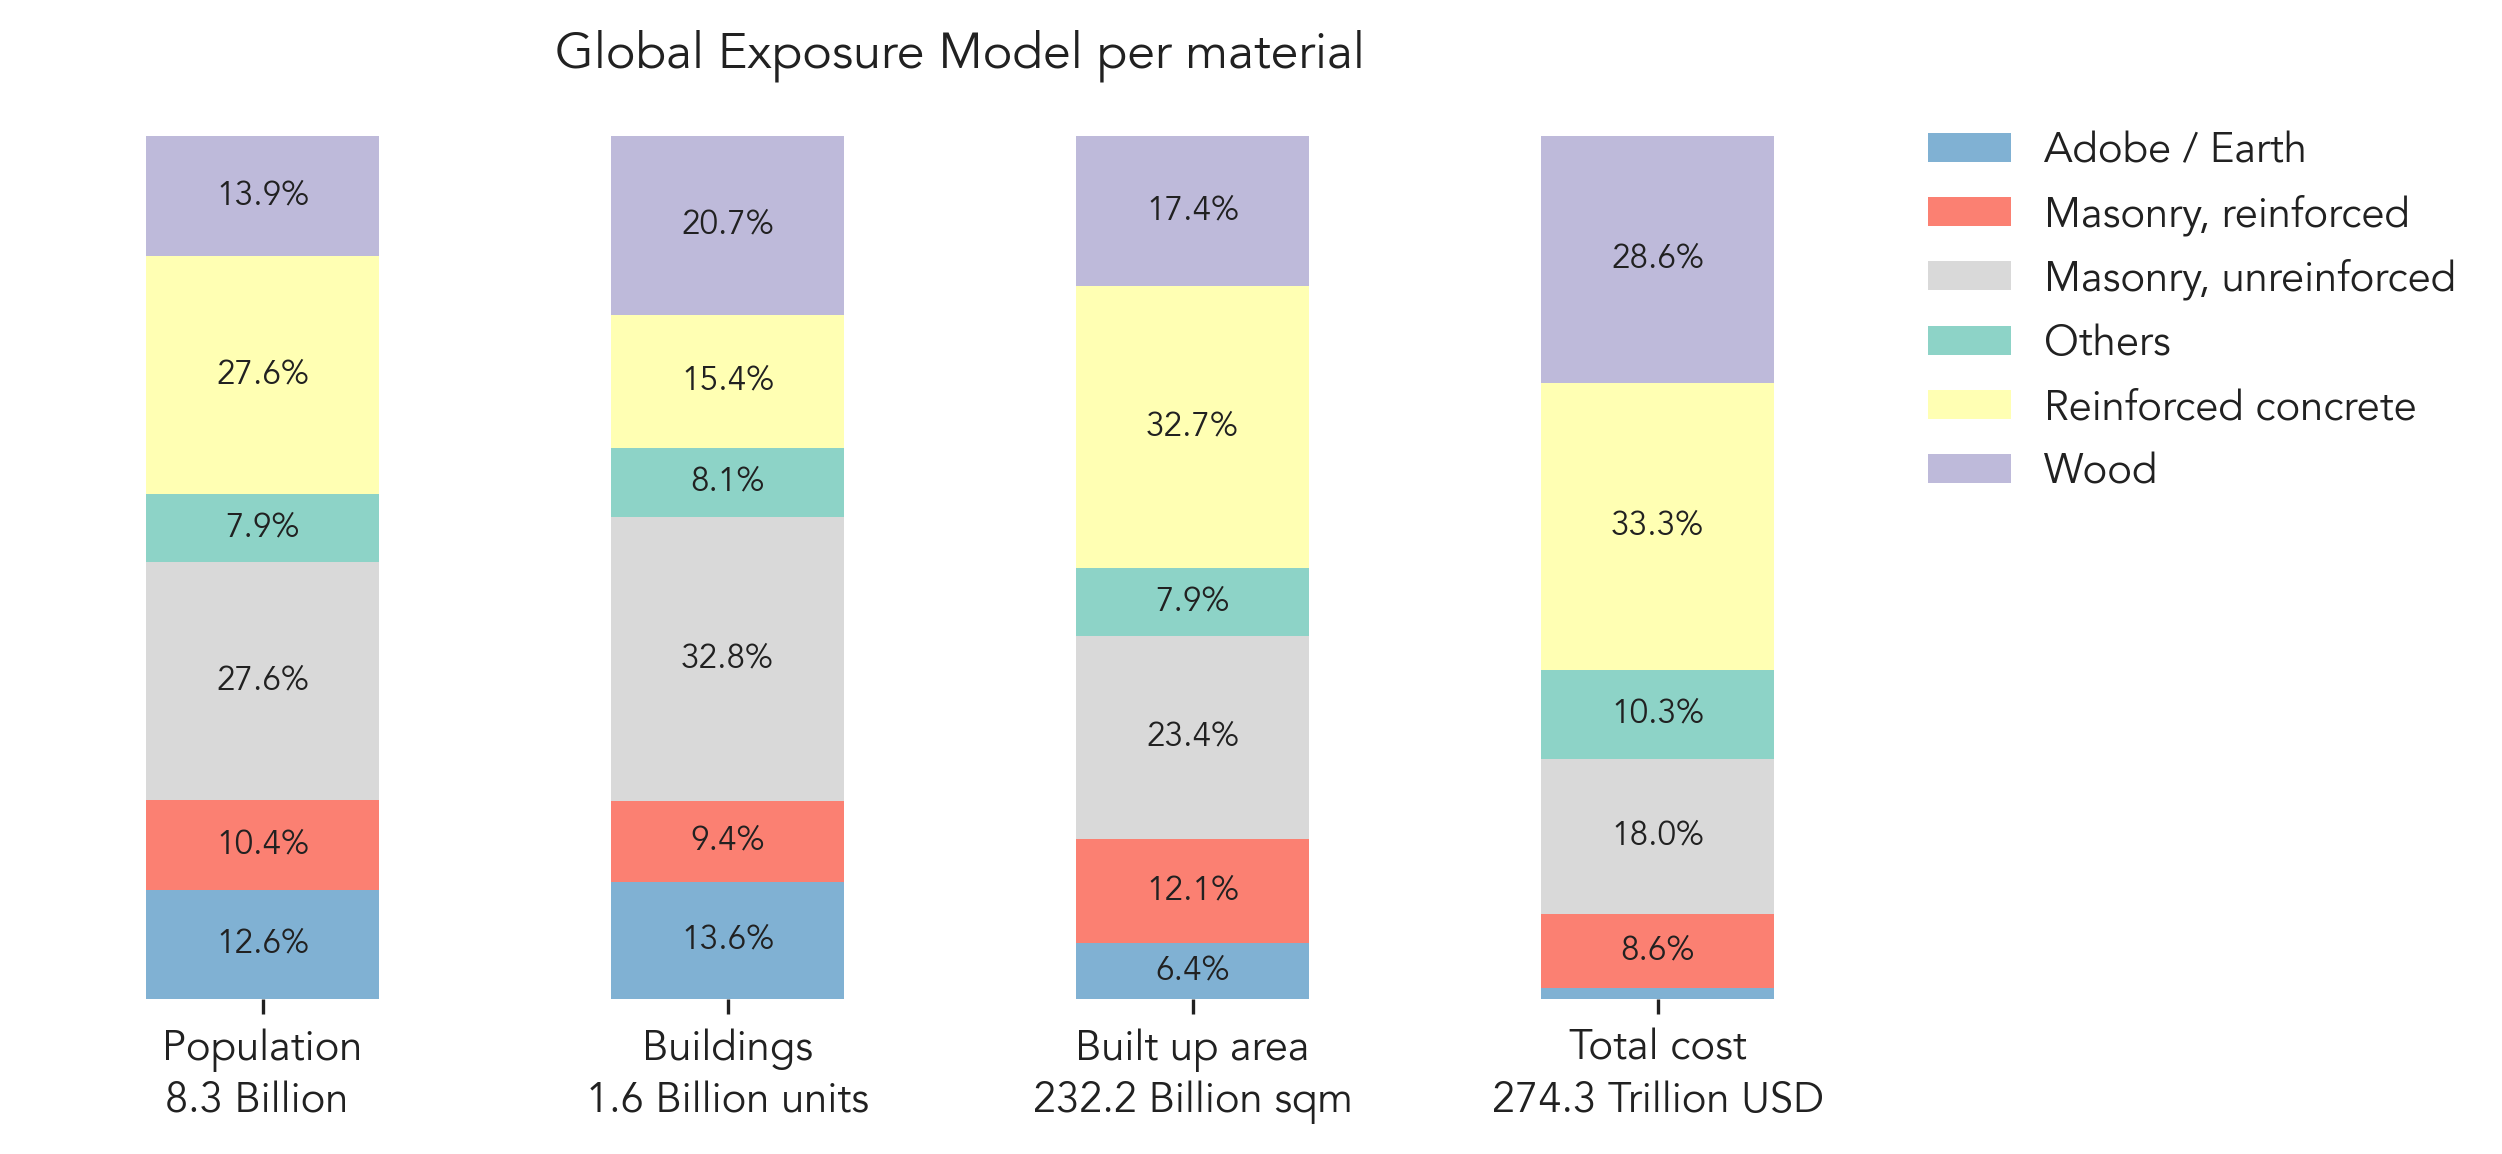 Global Exposure Model per material
13.9%
27.6%
7.9%
27.6%
10.4%
12.6%
Population
8.3 Billion
20.7%
15.4%
8.1%
32.8%
9.4%
13.6%
Buildings
1.6 Billion units
17.4%
32.7%
7.9%
23.4%
12.1%
6.4%
Built up area
232.2 Billion sqm
28.6%
33.3%
10.3%
18.0%
8.6%
Total cost
274.3 Trillion USD
Adobe / Earth
Masonry, reinforced
Masonry, unreinforced
Others
Reinforced concrete
Wood